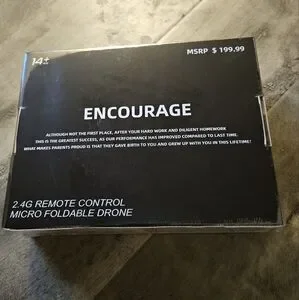 14+
MSRP $ 199.99
ENCOURAGE
ALTHOUGH NOT THE FIRST PLACE, AFTER YOUR HARD WORK AND DILIGENT HOMEWORK
THIS IS THE GREATEST SUCCESS, AS OUR PERFORMANCE HAS IMPROVED COMPARED TO LAST TIME.
WHAT MAKES PARENTS PROUD IS THAT THEY GAVE BIRTH TO YOU AND GREW UP WITH YOU IN THIS LIFETIME!
2.4G REMOTE CONTROL
MICRO FOLDABLE DRONE